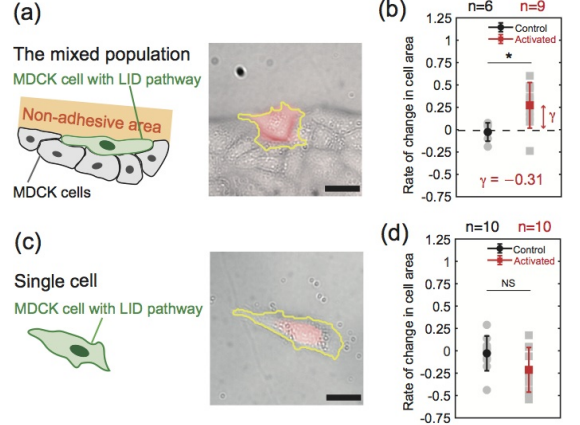 (a)
The mixed population
MDCK cell with LID pathway
Non-adhesive area
MDCK cells
(b)
n=6 n=9
Control
Activated
*
γ
γ = −0.31
Rate of change in cell area
1.25
1
0.75
0.5
0.25
0
-0.25
-0.5
-0.75
(c)
Single cell
MDCK cell with LID pathway
(d)
n=10 n=10
Control
Activated
NS
Rate of change in cell area
1.25
1
0.75
0.5
0.25
0
-0.25
-0.5
-0.75